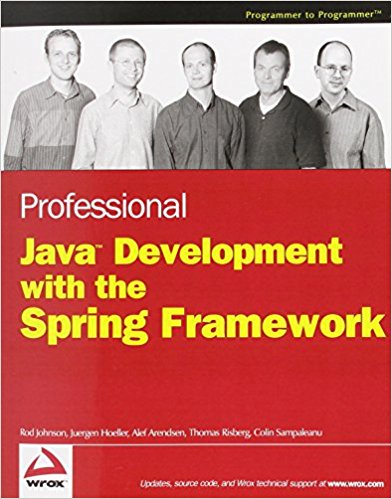 Programmer to Programmer™
Professional
Java™ Development
with the
Spring Framework
Rod Johnson, Juergen Hoeller, Alef Arendsen, Thomas Risberg, Colin Sampaleanu
wrox™
Updates, source code, and Wrox technical support at www.wrox.com